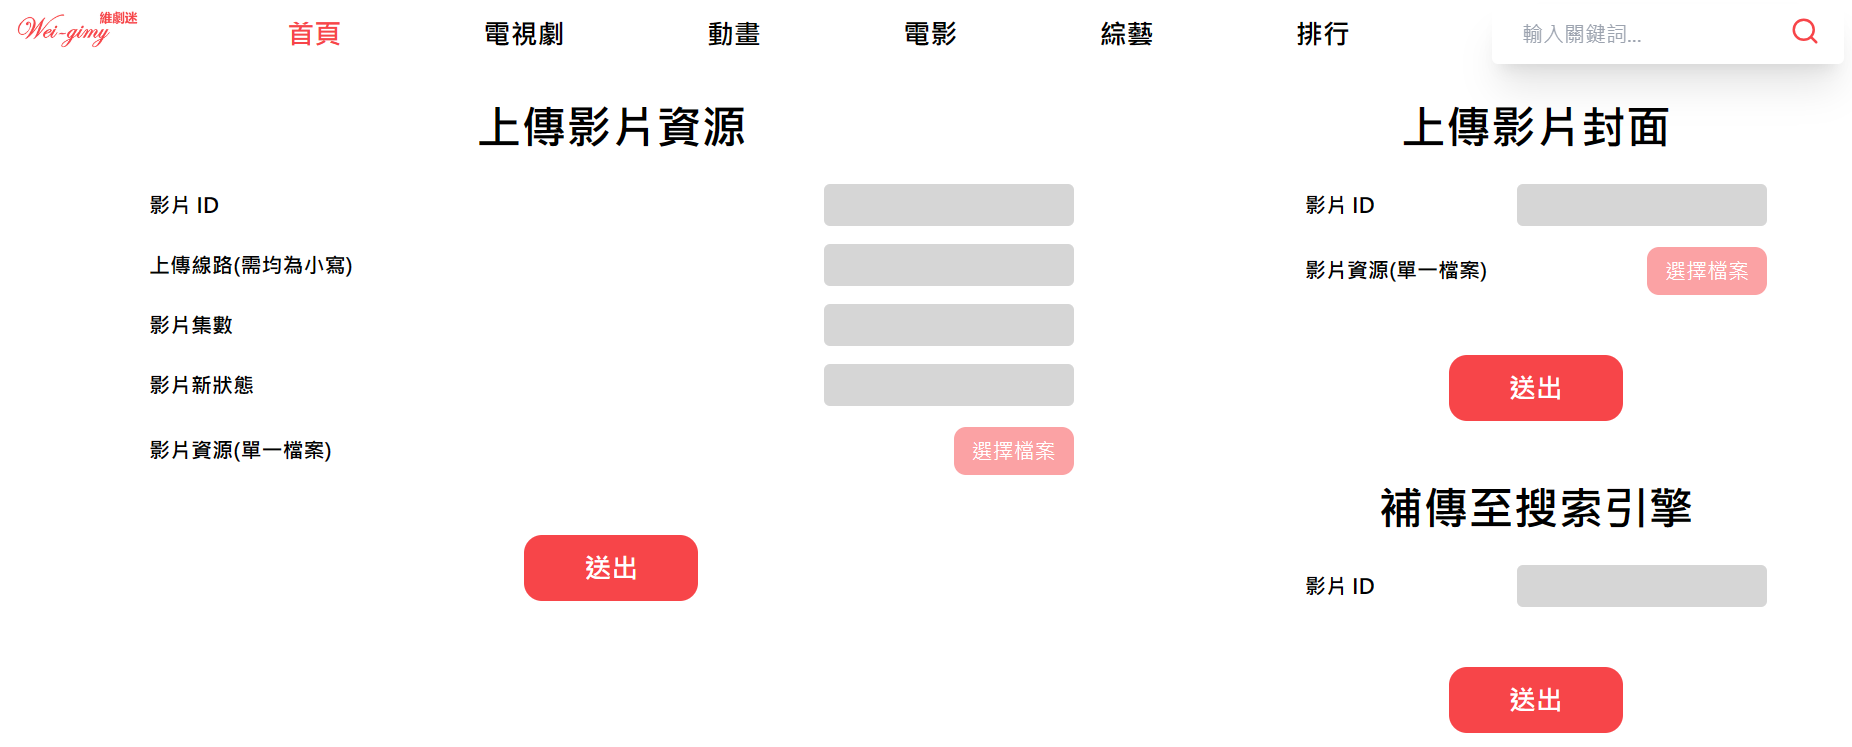 Wei-gimy 維劇迷
首頁 電視劇 動畫 電影 綜藝 排行 輸入關鍵詞...
上傳影片資源
影片 ID
上傳線路(需均為小寫)
影片集數
影片新狀態
影片資源(單一檔案) 選擇檔案
送出
上傳影片封面
影片 ID
影片資源(單一檔案) 選擇檔案
送出
補傳至搜索引擎
影片 ID
送出